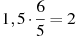 1,5 · 6/5 = 2